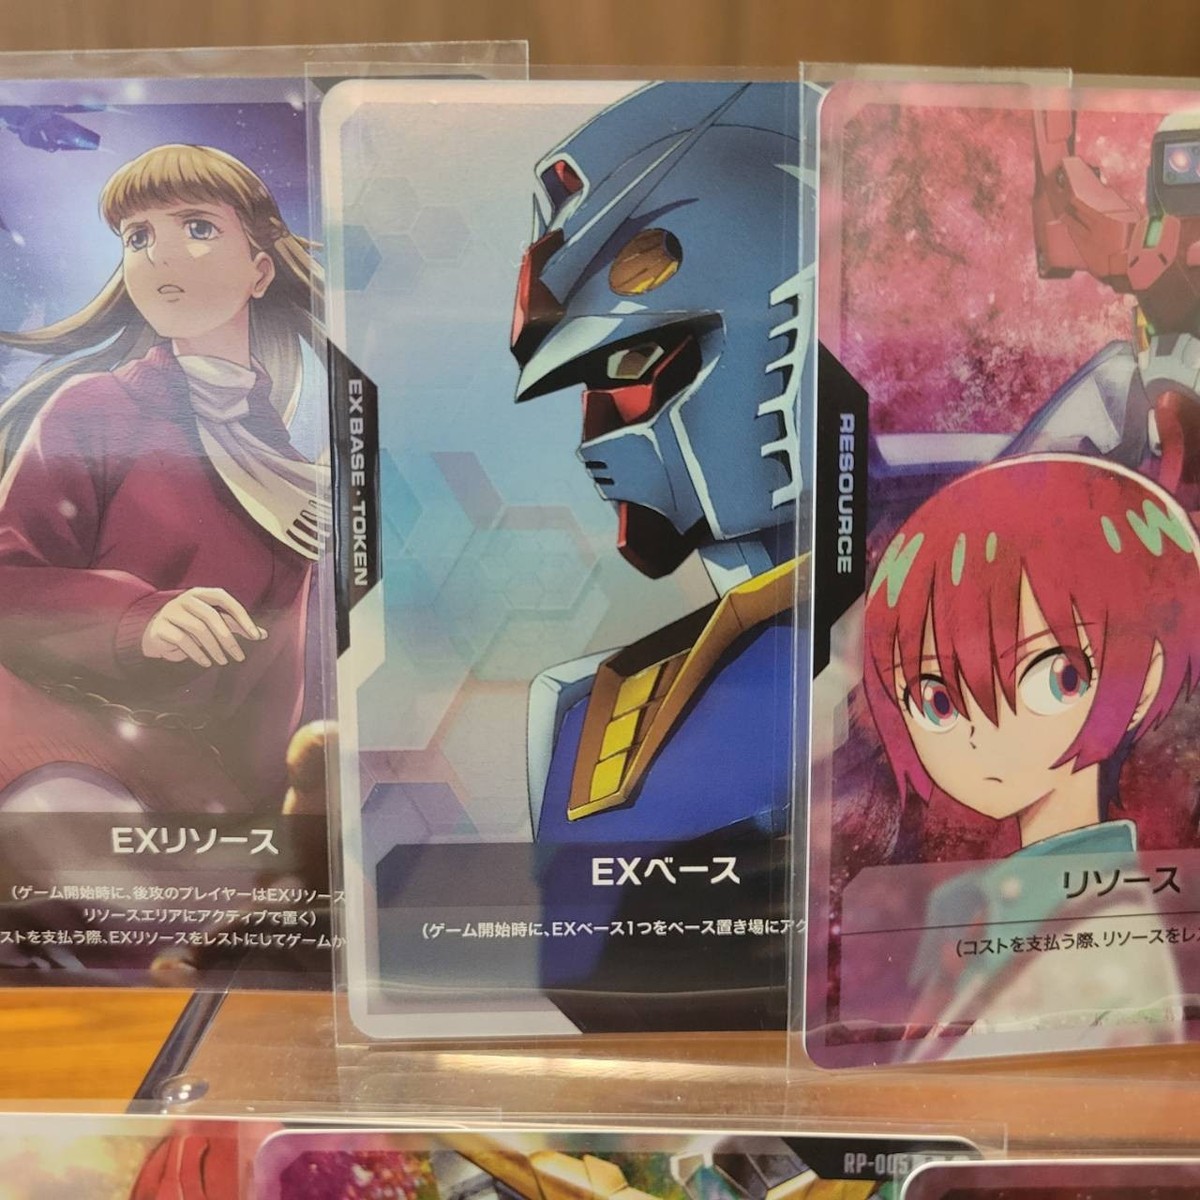 EXリソース
(ゲーム開始時に、後攻のプレイヤーはEXリソース
リソースエリアにアクティブで置く)
ストを支払う際、EXリソースをレストにしてゲームか
EX BASE・TOKEN
EXベース
(ゲーム開始時に、EXベース1つをベース置き場にアク
RESOURCE
リソース
(コストを支払う際、リソースをレス
RP-005